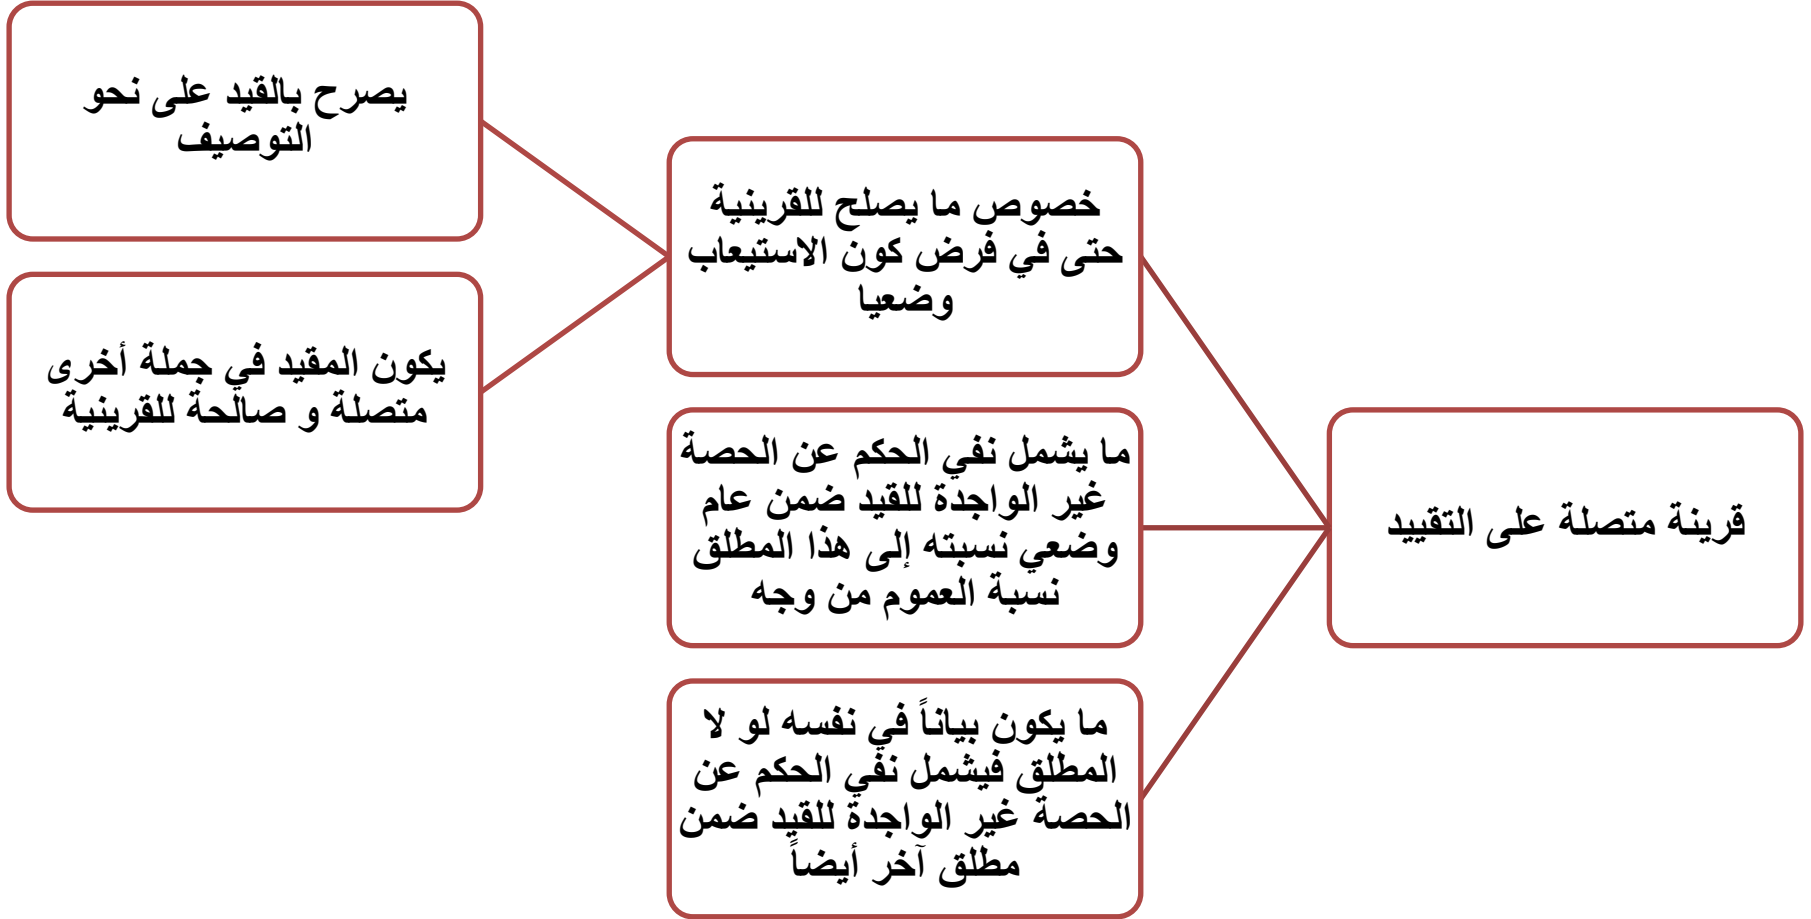 قرينة متصلة على التقييد
خصوص ما يصلح للقرينية
حتى في فرض كون الاستيعاب
وضعيا
يصرح بالقيد على نحو
التوصيف
يكون المقيد في جملة أخرى
متصلة و صالحة للقرينية
ما يشمل نفي الحكم عن الحصة
غير الواجدة للقيد ضمن عام
وضعي نسبته إلى هذا المطلق
نسبة العموم من وجه
ما يكون بياناً في نفسه لو لا
المطلق فيشمل نفي الحكم عن
الحصة غير الواجدة للقيد ضمن
مطلق آخر أيضاً